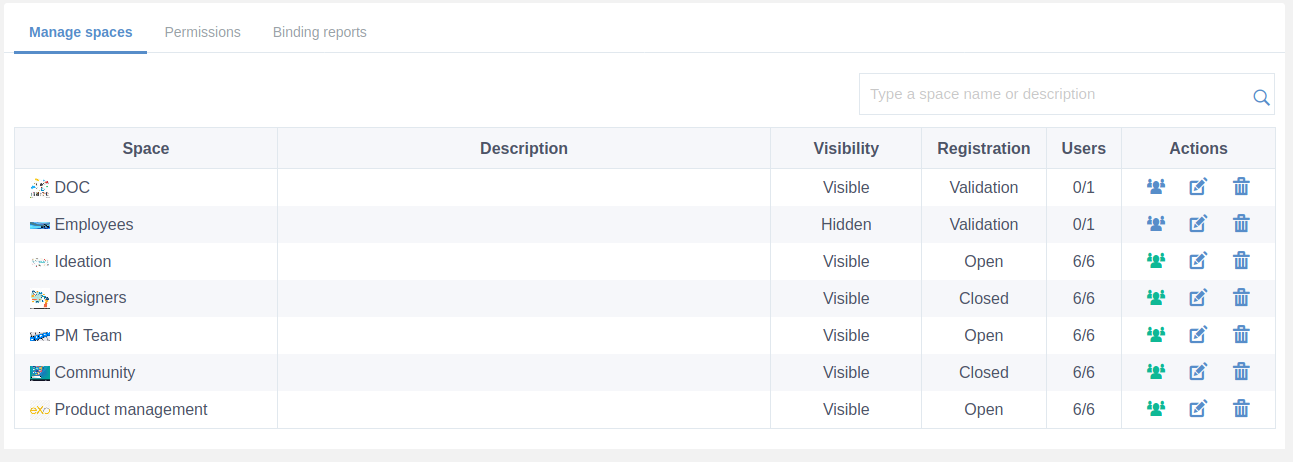 Manage spaces Permissions Binding reports
Type a space name or description
Space Description Visibility Registration Users Actions
DOC Visible Validation 0/1
Employees Hidden Validation 0/1
Ideation Visible Open 6/6
Designers Visible Closed 6/6
PM Team Visible Open 6/6
Community Visible Closed 6/6
eXo Product management Visible Open 6/6